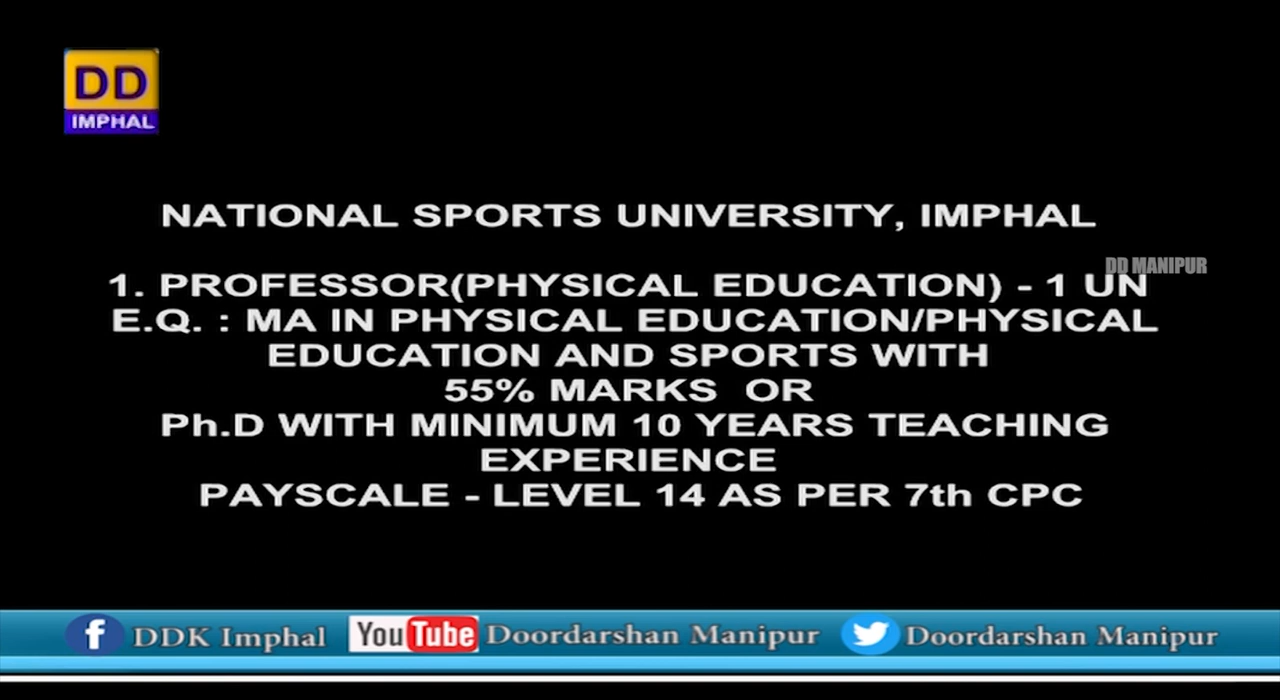 DD
IMPHAL
NATIONAL SPORTS UNIVERSITY, IMPHAL
DD MANIPUR
1. PROFESSOR(PHYSICAL EDUCATION) - 1 UN
E.Q. : MA IN PHYSICAL EDUCATION/PHYSICAL
EDUCATION AND SPORTS WITH
55% MARKS OR
Ph.D WITH MINIMUM 10 YEARS TEACHING
EXPERIENCE
PAYSCALE - LEVEL 14 AS PER 7th CPC
f DDK Imphal YouTube Doordarshan Manipur Doordarshan Manipur